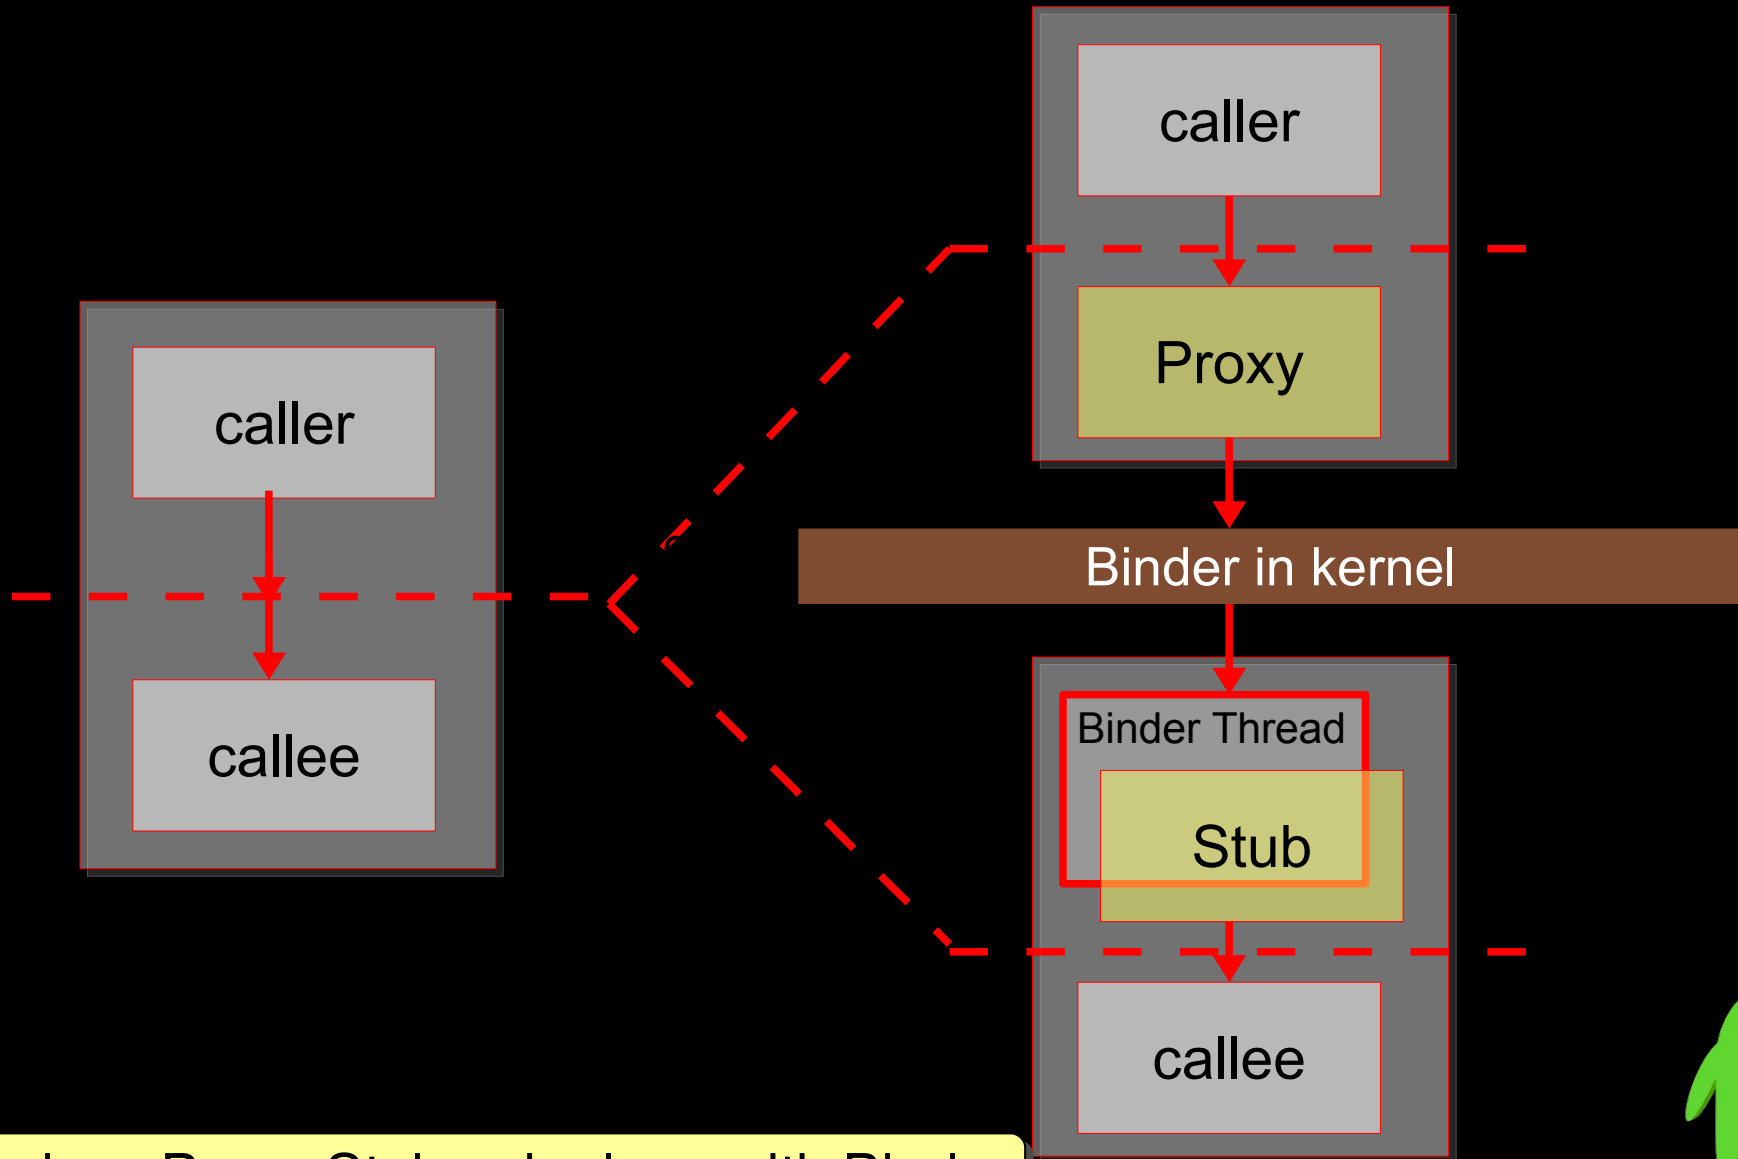 caller
callee
caller
Proxy
Binder in kernel
Binder Thread
Stub
callee